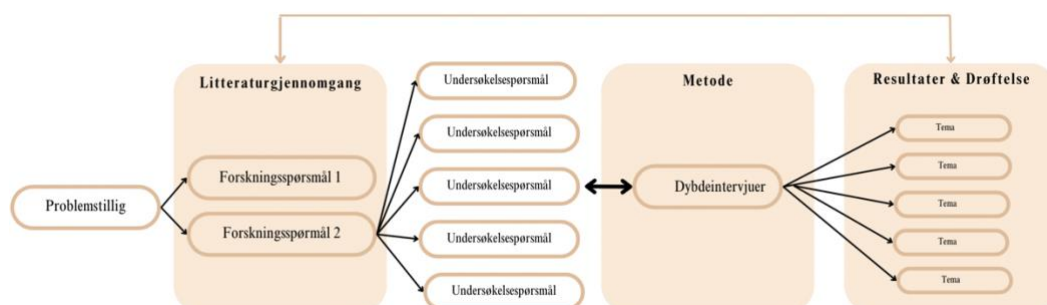 Litteraturgjennomgang
Metode
Resultater & Drøftelse
Problemstillig
Forskningsspørsmål 1
Forskningsspørmål 2
Undersøkelsespørsmål
Undersøkelsespørsmål
Undersøkelsespørsmål
Undersøkelsespørsmål
Undersøkelsespørsmål
Dybdeintervjuer
Tema
Tema
Tema
Tema
Tema